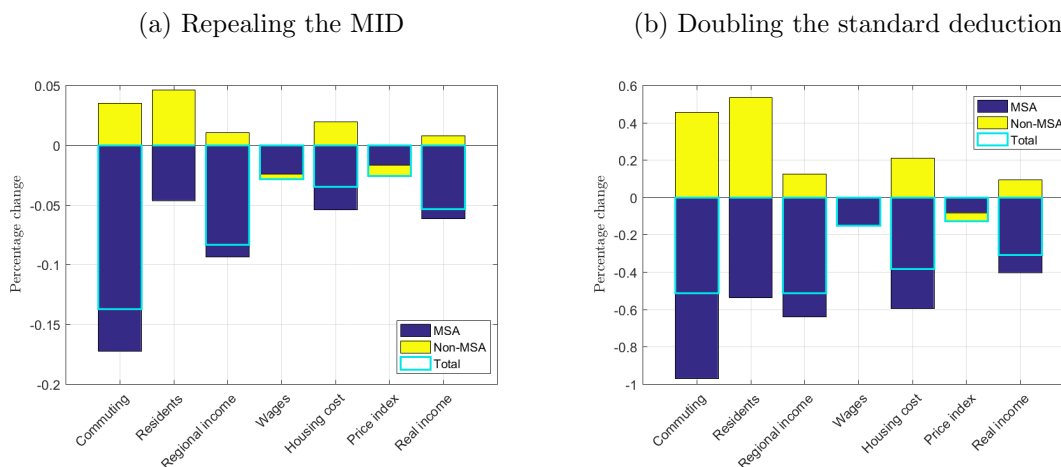 (a) Repealing the MID
0.05
0
-0.05
-0.1
-0.15
-0.2
Percentage change
MSA
Non-MSA
Total
Commuting
Residents
Regional income
Wages
Housing cost
Price index
Real income
(b) Doubling the standard deduction
0.6
0.4
0.2
0
-0.2
-0.4
-0.6
-0.8
-1
Percentage change
MSA
Non-MSA
Total
Commuting
Residents
Regional income
Wages
Housing cost
Price index
Real income